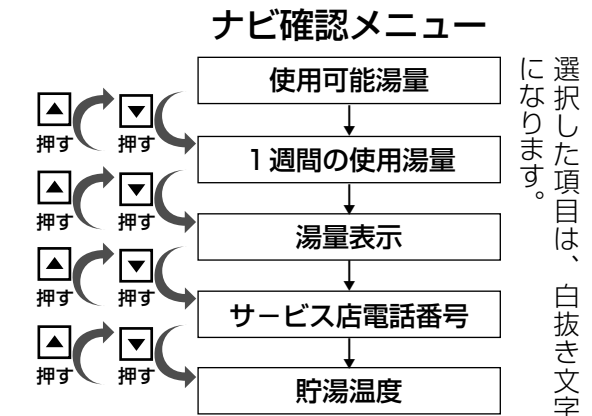 ナビ確認メニュー
使用可能湯量
▲ ▼
押す 押す
1週間の使用湯量
▲ ▼
押す 押す
湯量表示
▲ ▼
押す 押す
サービス店電話番号
▲ ▼
押す 押す
貯湯温度
選択した項目は、白抜き文字
になります。